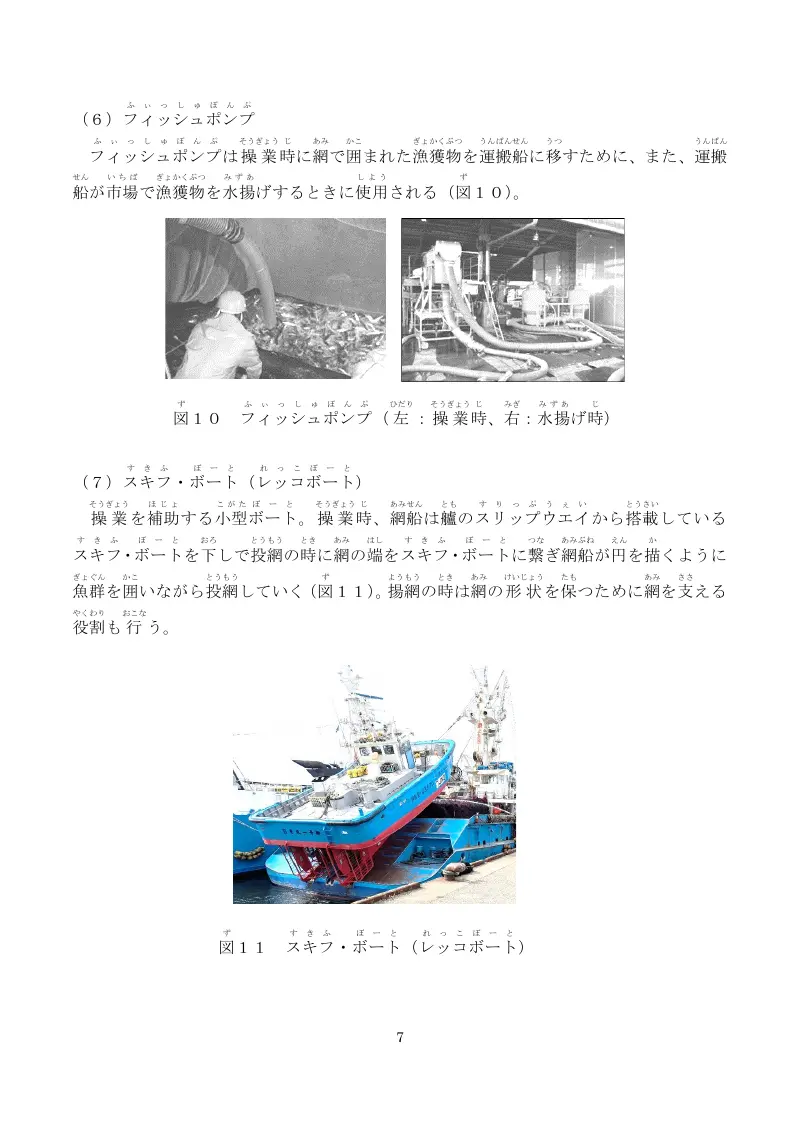 （６）フィッシュポンプ
フィッシュポンプは操業時に網で囲まれた漁獲物を運搬船に移すために、また、運搬
船が市場で漁獲物を水揚げするときに使用される（図１０）。
図１０　フィッシュポンプ（左：操業時、右：水揚げ時）
（７）スキフ・ボート（レッコボート）
操業を補助する小型ボート。操業時、網船は艫のスリップウエイから搭載している
スキフ・ボートを下しで投網の時に網の端をスキフ・ボートに繋ぎ網船が円を描くように
魚群を囲いながら投網していく（図１１）。揚網の時は網の形状を保つために網を支える
役割も行う。
図１１　スキフ・ボート（レッコボート）
7